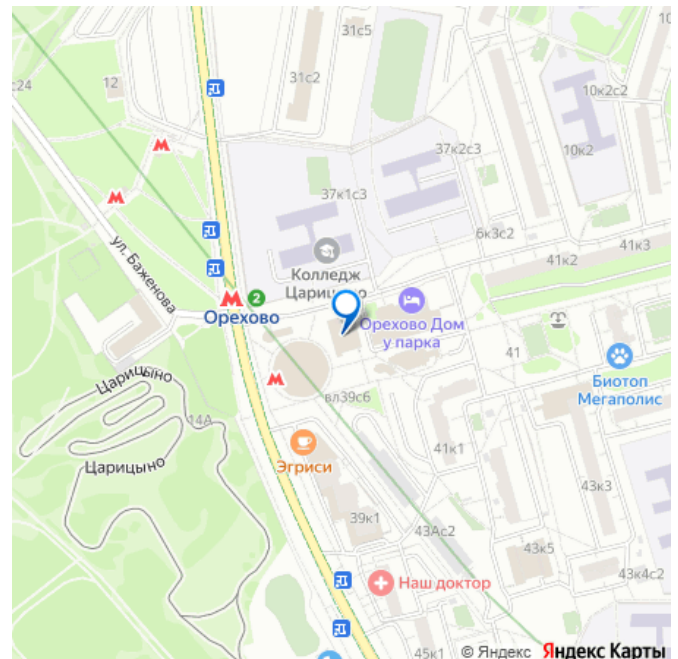 31с5
10
31с2
с24
12
10к2с2
37к2с3
10к2
37к1с3
ул. Баженова
6к3с2
Колледж
Царицыно
41к2
41к3
2
Орехово
Орехово Дом
у парка
41
Биотоп
Мегаполис
Царицыно
14А
вл39с6
Царицыно
Эгриси
41к1
43к3
39к1
43Ас2
43к5
Наш доктор
43к4с2
45к1
© Яндекс Яндекс Карты